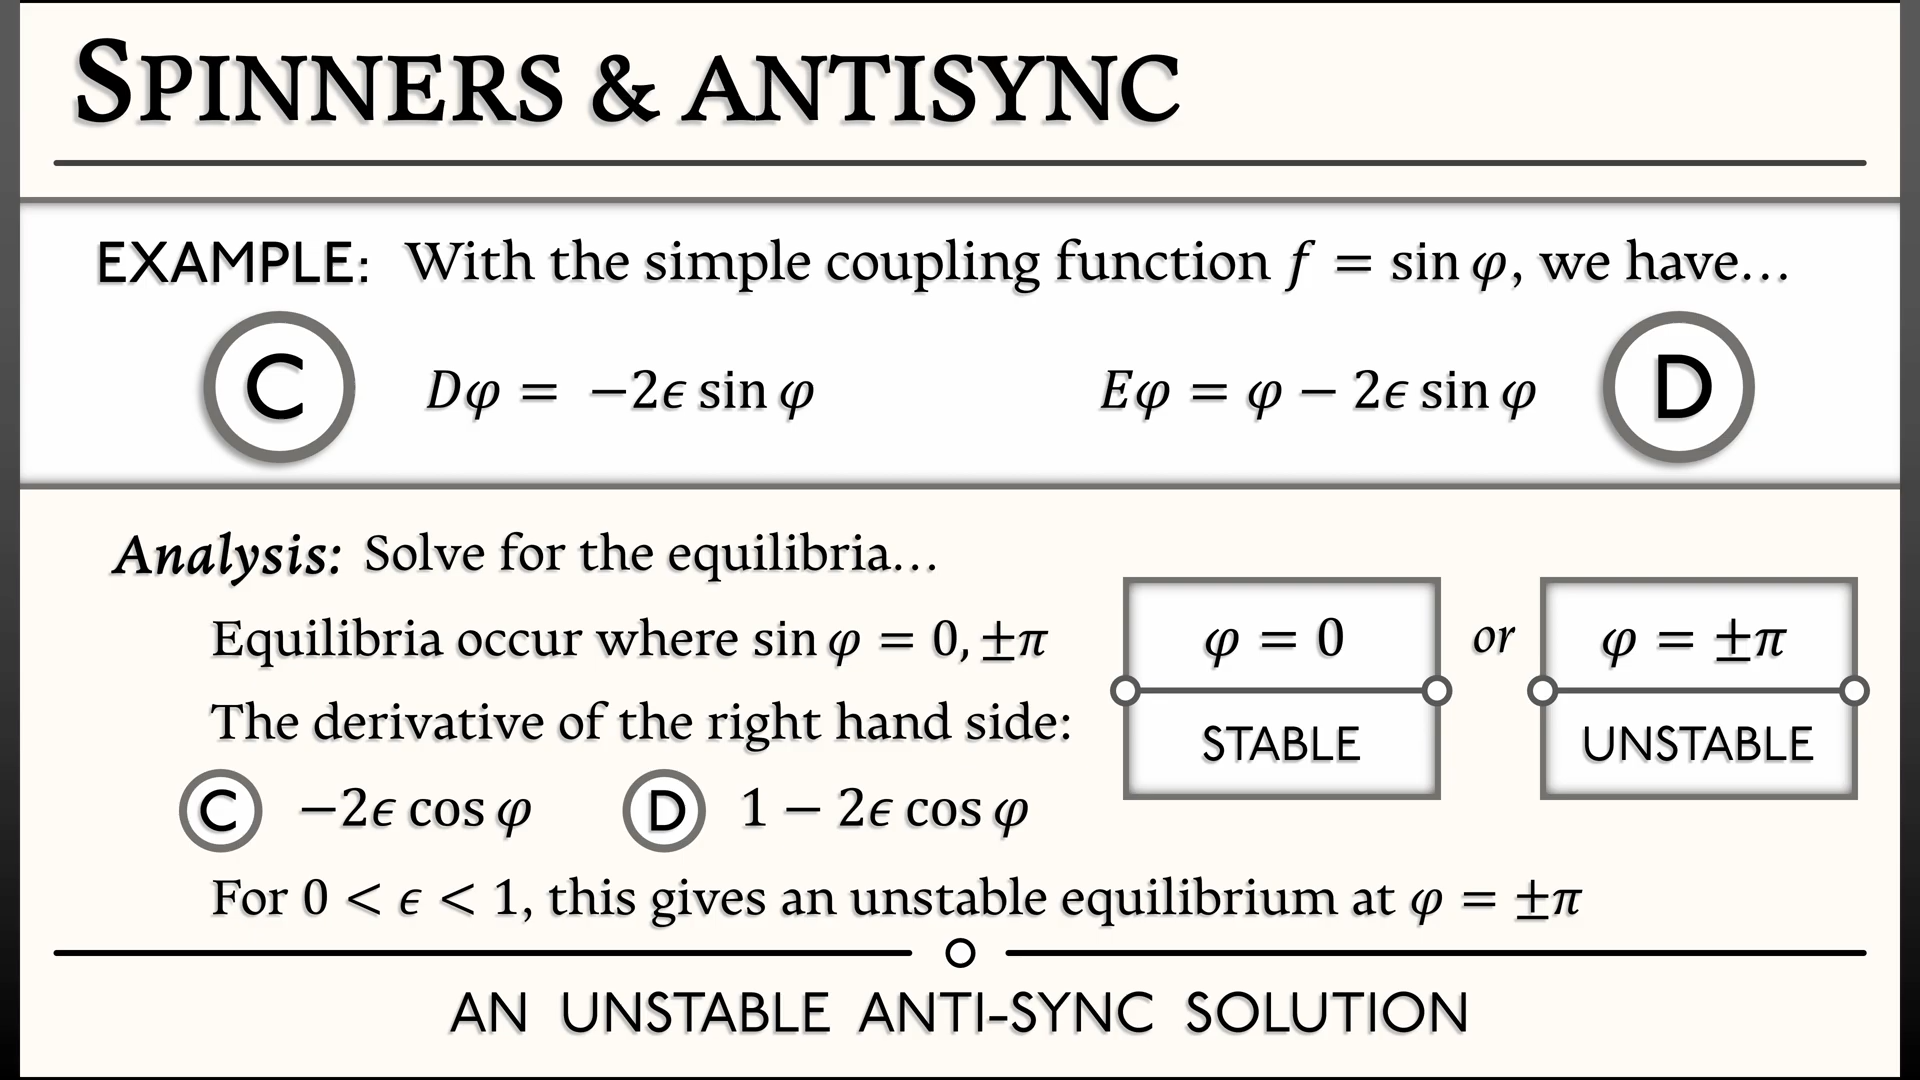 SPINNERS & ANTISYNC
EXAMPLE: With the simple coupling function f = sin φ, we have...
C Dφ = −2ϵ sin φ Eφ = φ − 2ϵ sin φ D
Analysis: Solve for the equilibria...
Equilibria occur where sin φ = 0, ±π
φ = 0 or φ = ±π
The derivative of the right hand side:
STABLE UNSTABLE
C −2ϵ cos φ D 1 − 2ϵ cos φ
For 0 < ϵ < 1, this gives an unstable equilibrium at φ = ±π
AN UNSTABLE ANTI-SYNC SOLUTION